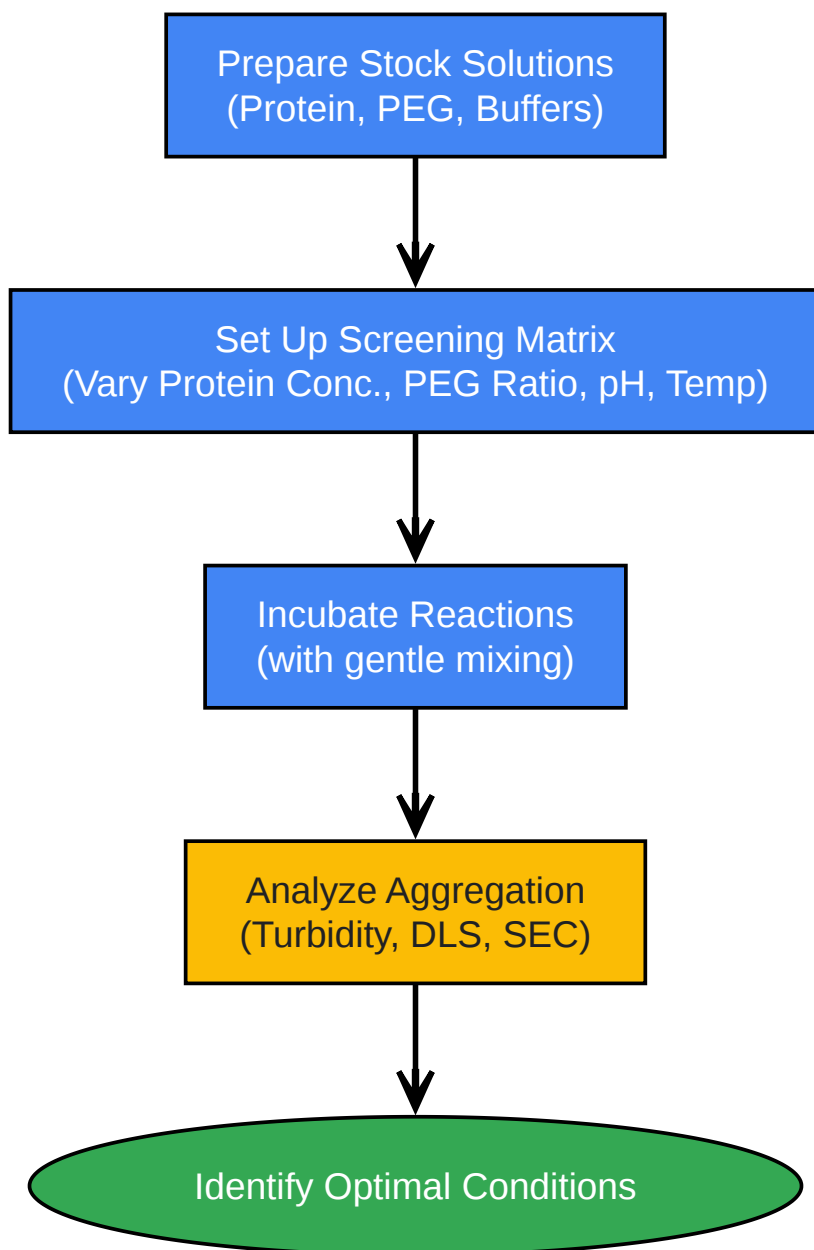 Prepare Stock Solutions
(Protein, PEG, Buffers)
Set Up Screening Matrix
(Vary Protein Conc., PEG Ratio, pH, Temp)
Incubate Reactions
(with gentle mixing)
Analyze Aggregation
(Turbidity, DLS, SEC)
Identify Optimal Conditions